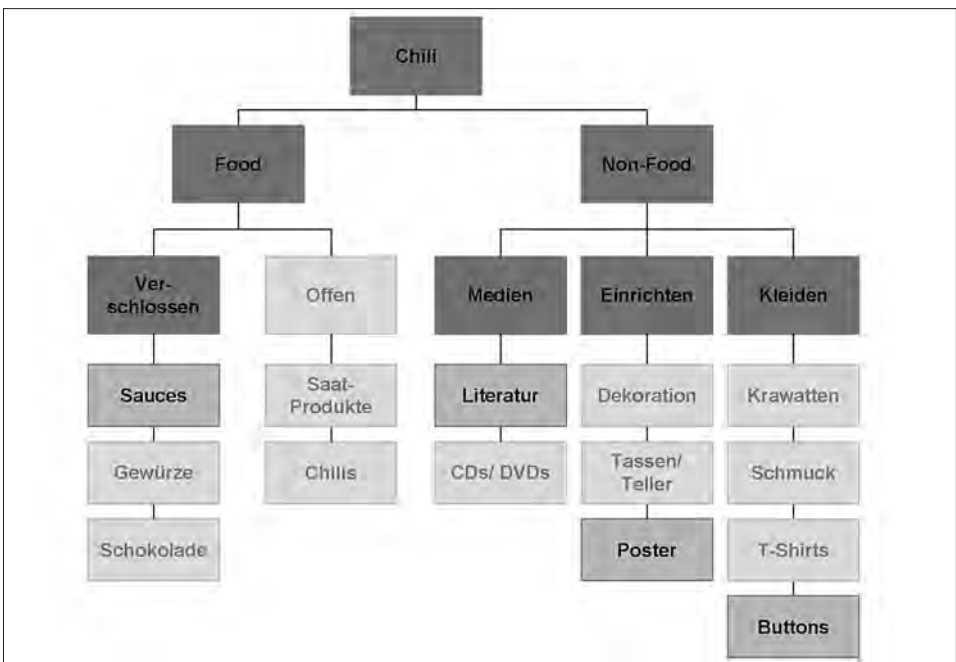 Chili
Food
Non-Food
Ver-
schlossen
Offen
Medien
Einrichten
Kleiden
Sauces
Saat-
Produkte
Literatur
Dekoration
Krawatten
Gewürze
Chilis
CDs/ DVDs
Tassen/
Teller
Schmuck
Schokolade
Poster
T-Shirts
Buttons